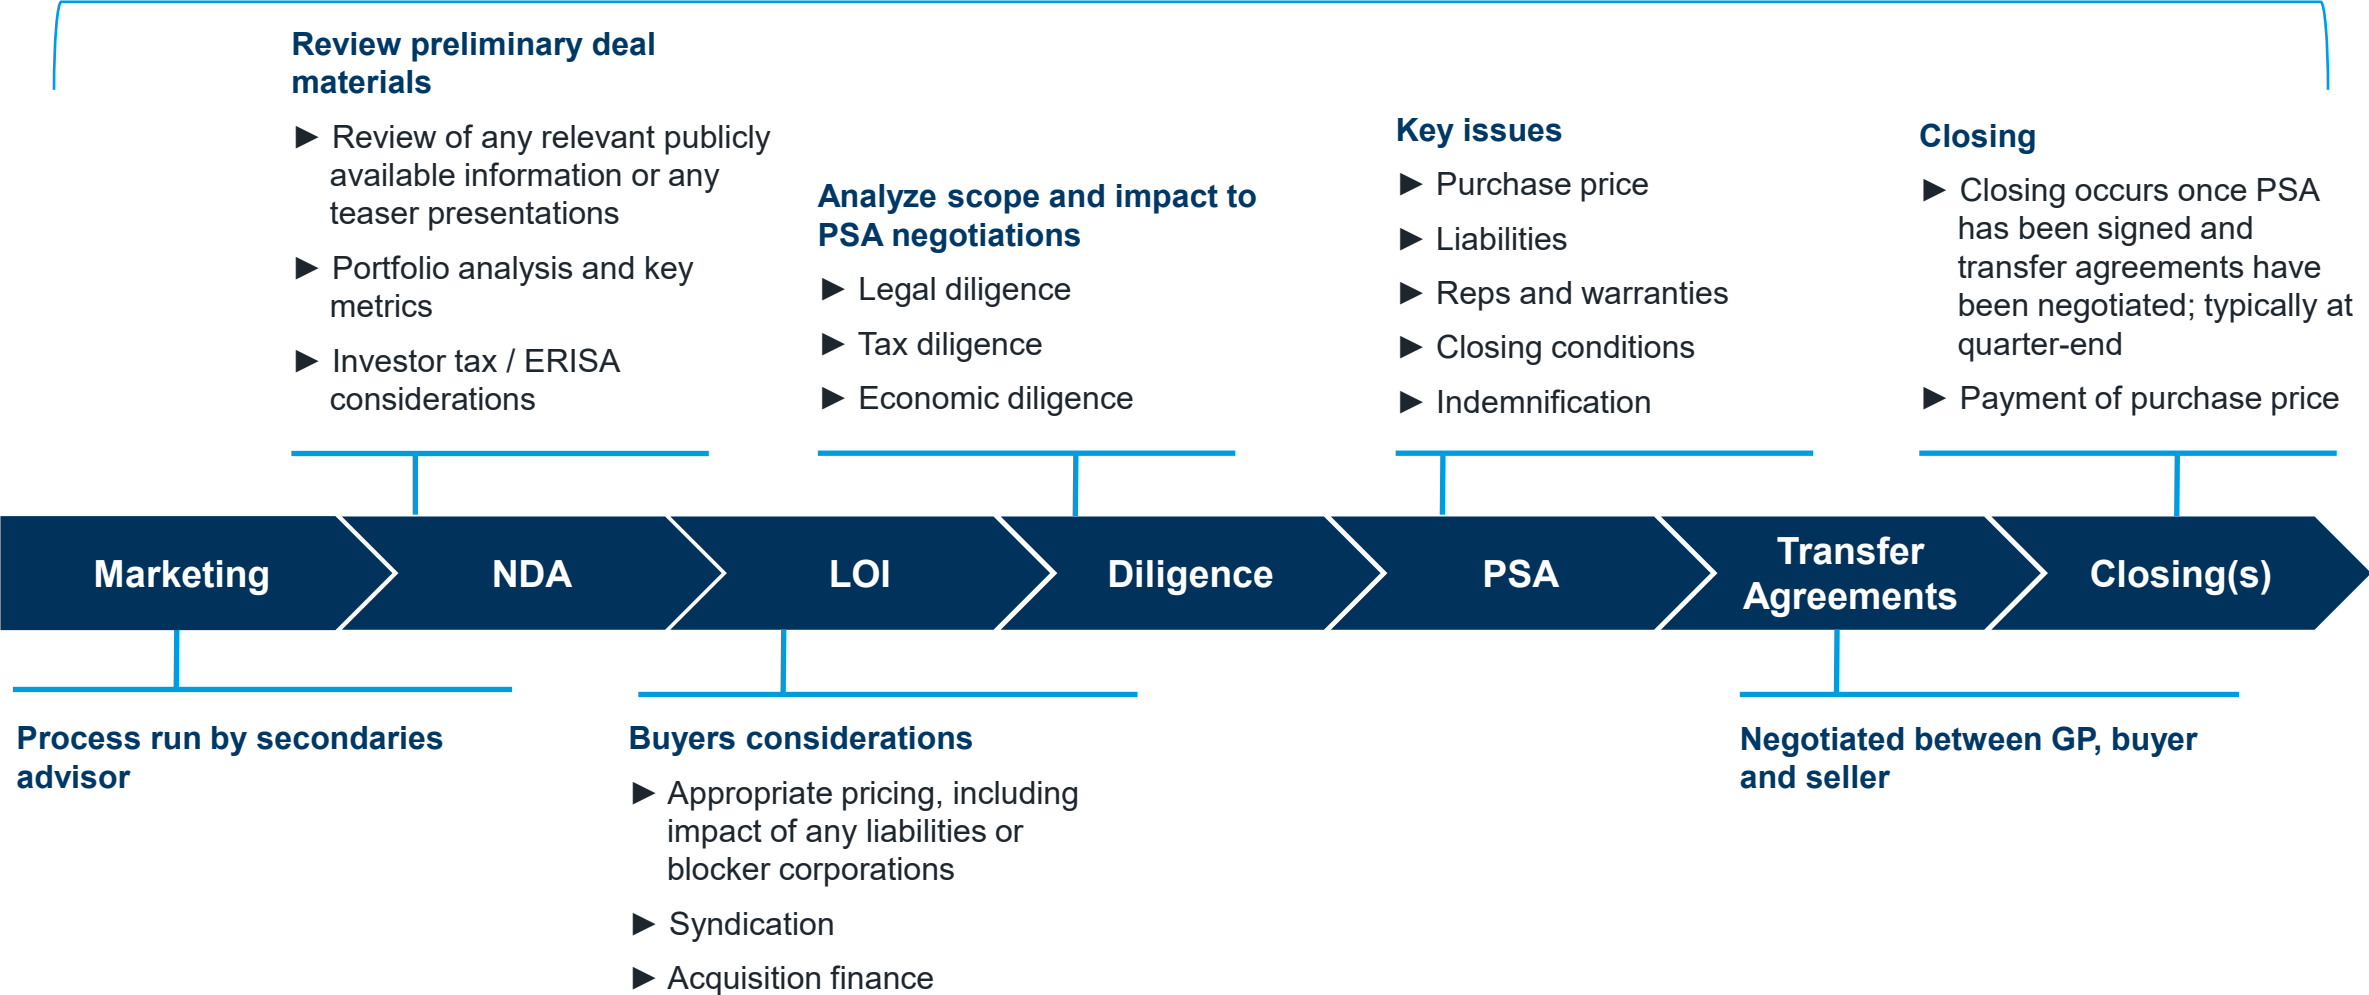 Review preliminary deal
materials
► Review of any relevant publicly
available information or any
teaser presentations
► Portfolio analysis and key
metrics
► Investor tax / ERISA
considerations
Analyze scope and impact to
PSA negotiations
► Legal diligence
► Tax diligence
► Economic diligence
Key issues
► Purchase price
► Liabilities
► Reps and warranties
► Closing conditions
► Indemnification
Closing
► Closing occurs once PSA
has been signed and
transfer agreements have
been negotiated; typically at
quarter-end
► Payment of purchase price
Marketing
NDA
LOI
Diligence
PSA
Transfer
Agreements
Closing(s)
Process run by secondaries
advisor
Buyers considerations
► Appropriate pricing, including
impact of any liabilities or
blocker corporations
► Syndication
► Acquisition finance
Negotiated between GP, buyer
and seller